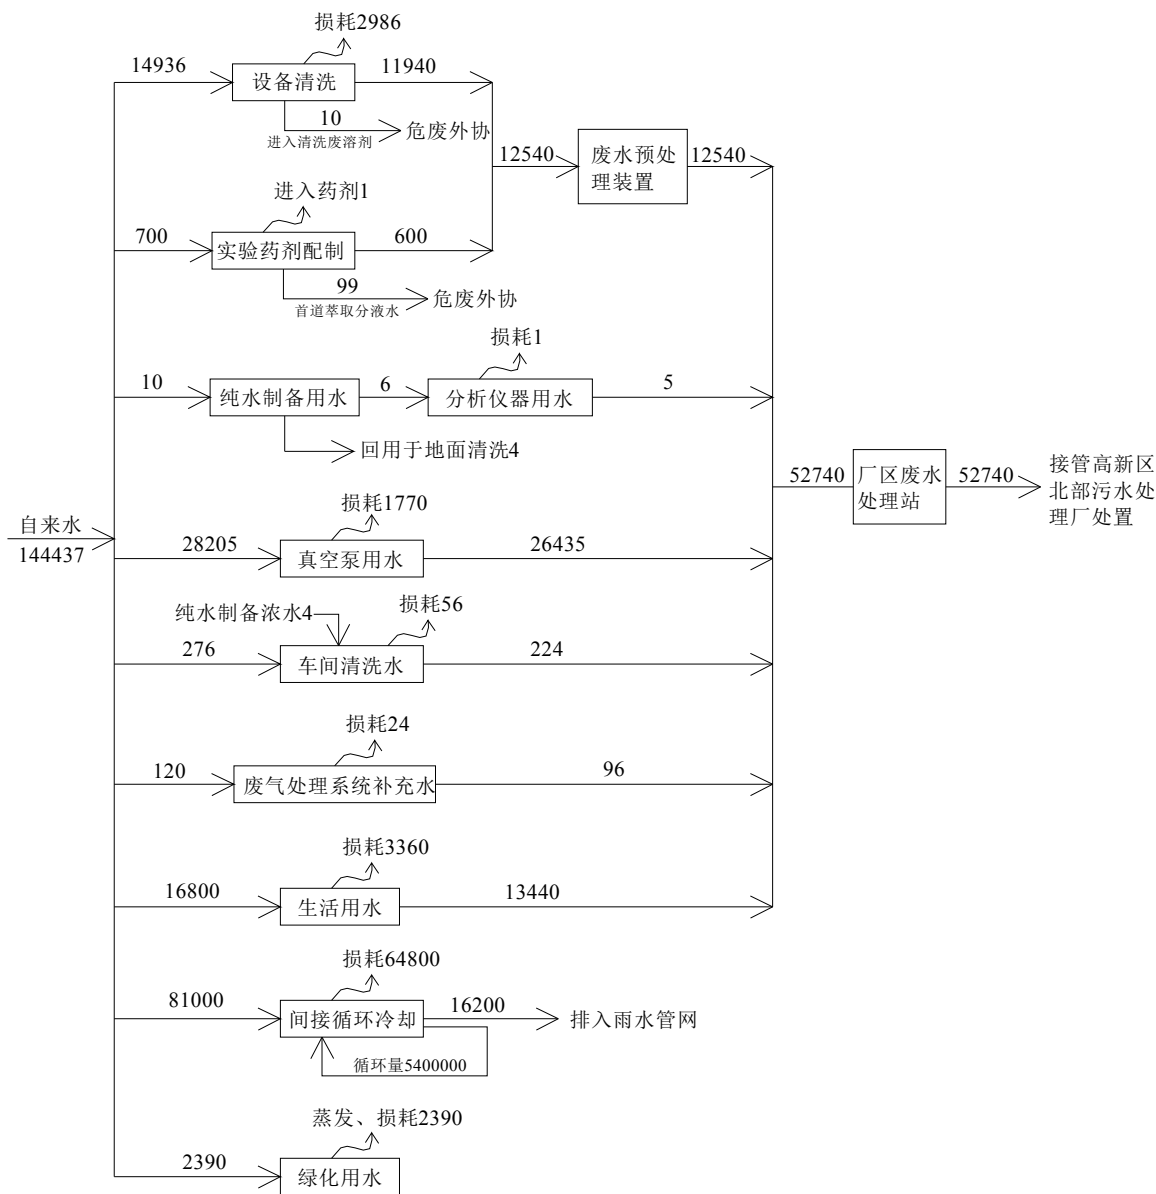 损耗2986
14936
设备清洗
11940
10
进入清洗废溶剂
危废外协
12540
废水预处
理装置
12540
进入药剂1
700
实验药剂配制
600
99
首道萃取分液水
危废外协
损耗1
10
纯水制备用水
6
分析仪器用水
5
回用于地面清洗4
52740
厂区废水
处理站
52740
接管高新区
北部污水处
理厂处置
自来水
144437
损耗1770
28205
真空泵用水
26435
纯水制备浓水4
损耗56
276
车间清洗水
224
损耗24
120
废气处理系统补充水
96
损耗3360
16800
生活用水
13440
损耗64800
81000
间接循环冷却
16200
排入雨水管网
循环量5400000
蒸发、损耗2390
2390
绿化用水